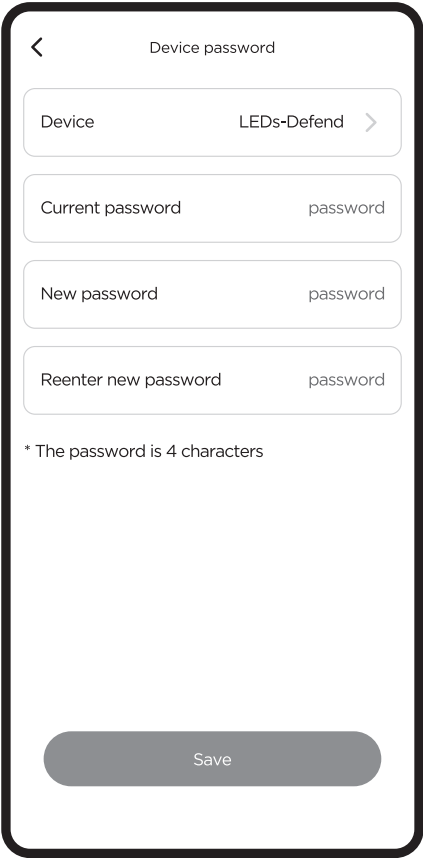 Device password
Device LEDs-Defend
Current password password
New password password
Reenter new password password
* The password is 4 characters
Save